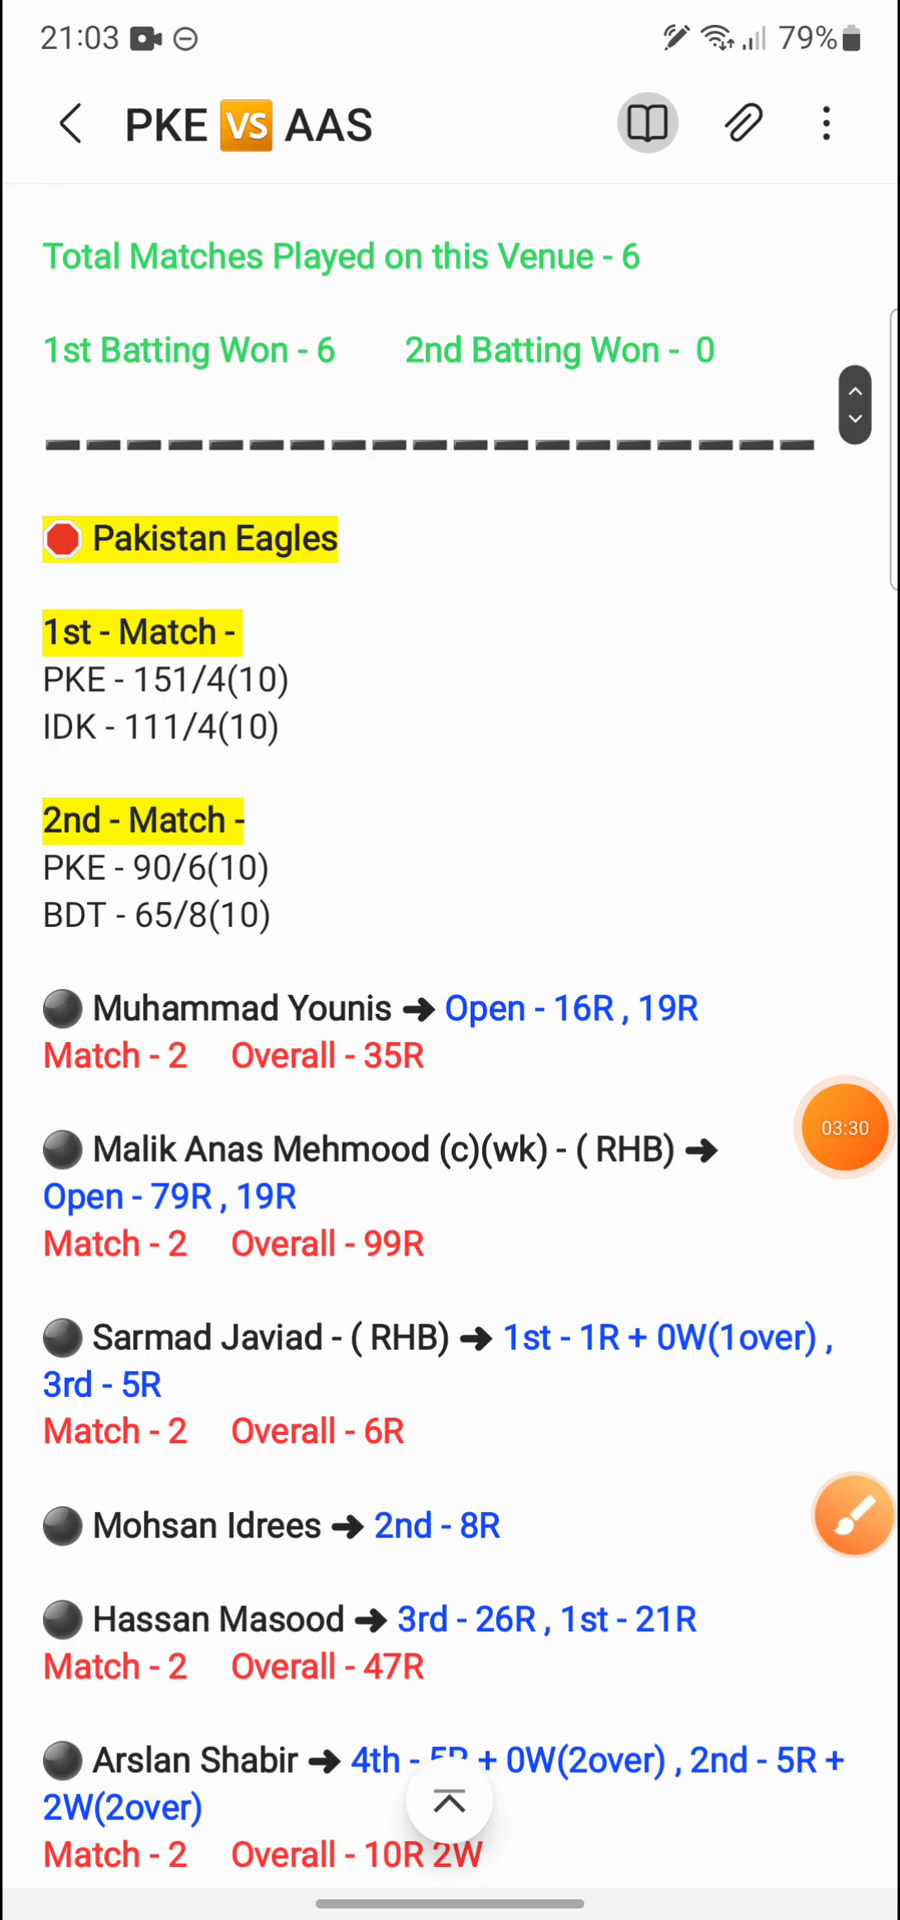 21:03 79%
PKE VS AAS
Total Matches Played on this Venue - 6
1st Batting Won - 6 2nd Batting Won - 0
Pakistan Eagles
1st - Match -
PKE - 151/4(10)
IDK - 111/4(10)
2nd - Match -
PKE - 90/6(10)
BDT - 65/8(10)
Muhammad Younis ➔ Open - 16R , 19R
Match - 2 Overall - 35R
03:30
Malik Anas Mehmood (c)(wk) - ( RHB) ➔
Open - 79R , 19R
Match - 2 Overall - 99R
Sarmad Javiad - ( RHB) ➔ 1st - 1R + 0W(1over) ,
3rd - 5R
Match - 2 Overall - 6R
Mohsan Idrees ➔ 2nd - 8R
Hassan Masood ➔ 3rd - 26R , 1st - 21R
Match - 2 Overall - 47R
Arslan Shabir ➔ 4th - 5R + 0W(2over) , 2nd - 5R +
2W(2over)
Match - 2 Overall - 10R 2W